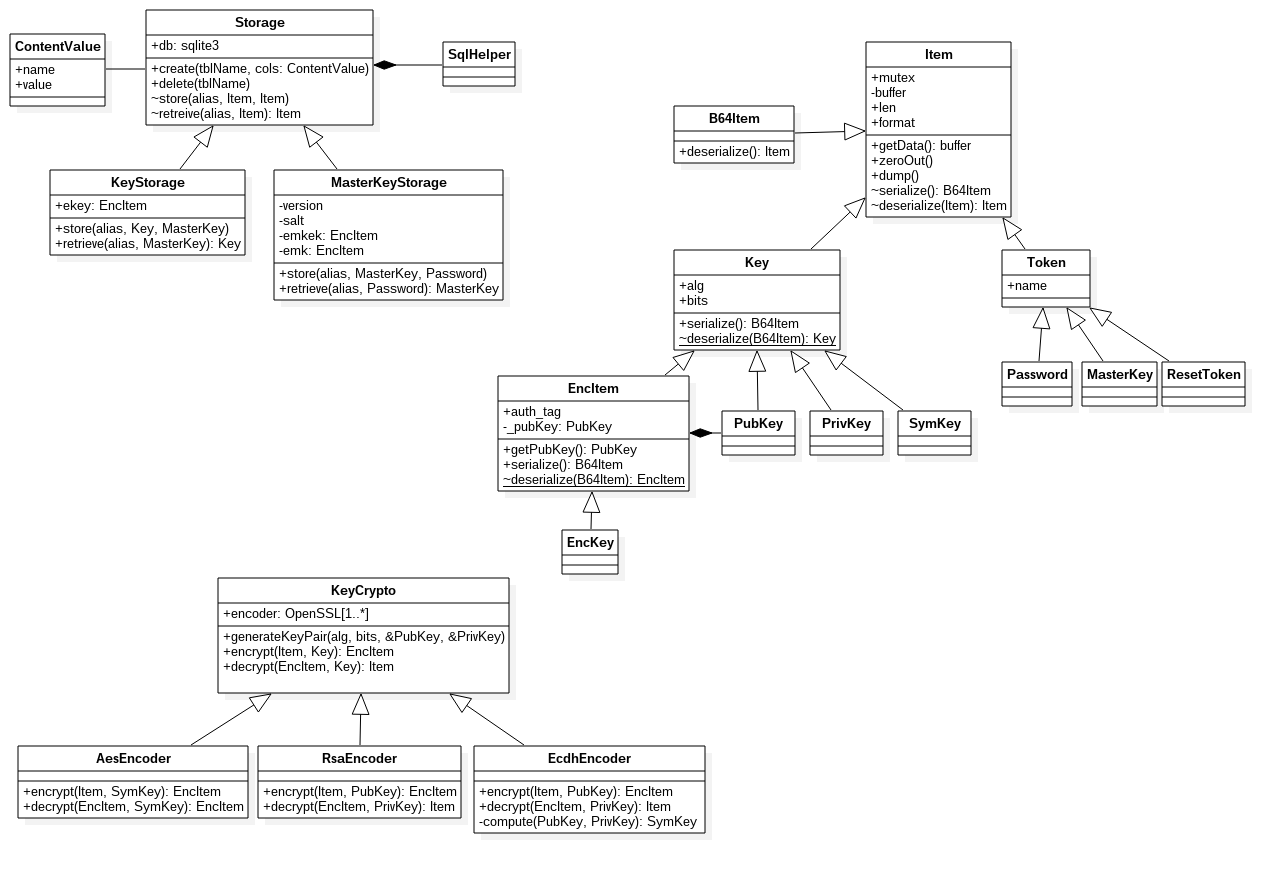 ContentValue
+name
+value
Storage
+db: sqlite3
+create(tblName, cols: ContentValue)
+delete(tblName)
~store(alias, Item, Item)
~retreive(alias, Item): Item
SqlHelper
KeyStorage
+ekey: EncItem
+store(alias, Key, MasterKey)
+retrieve(alias, MasterKey): Key
MasterKeyStorage
-version
-salt
-emkek: EncItem
-emk: EncItem
+store(alias, MasterKey, Password)
+retrieve(alias, Password): MasterKey
Item
+mutex
-buffer
+len
+format
+getData(): buffer
+zeroOut()
+dump()
~serialize(): B64Item
~deserialize(Item): Item
B64Item
+deserialize(): Item
Key
+alg
+bits
+serialize(): B64Item
~deserialize(B64Item): Key
Token
+name
Password
MasterKey
ResetToken
EncItem
+auth_tag
-_pubKey: PubKey
+getPubKey(): PubKey
+serialize(): B64Item
~deserialize(B64Item): EncItem
PubKey
PrivKey
SymKey
EncKey
KeyCrypto
+encoder: OpenSSL[1..*]
+generateKeyPair(alg, bits, &PubKey, &PrivKey)
+encrypt(Item, Key): EncItem
+decrypt(EncItem, Key): Item
AesEncoder
+encrypt(Item, SymKey): EncItem
+decrypt(EncItem, SymKey): EncItem
RsaEncoder
+encrypt(Item, PubKey): EncItem
+decrypt(EncItem, PrivKey): Item
EcdhEncoder
+encrypt(Item, PubKey): EncItem
+decrypt(EncItem, PrivKey): Item
-compute(PubKey, PrivKey): SymKey